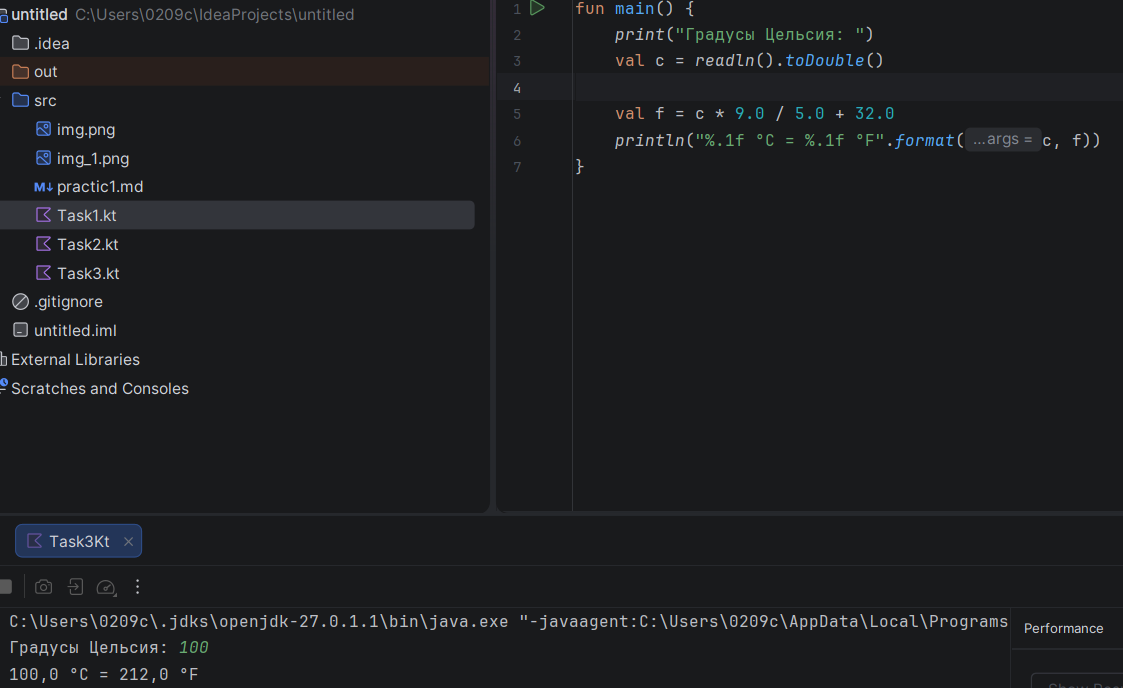 untitled C:\Users\0209c\IdeaProjects\untitled
.idea
out
src
img.png
img_1.png
M↓ practic1.md
Task1.kt
Task2.kt
Task3.kt
.gitignore
untitled.iml
External Libraries
Scratches and Consoles
1 fun main() {
2 print("Градусы Цельсия: ")
3 val c = readln().toDouble()
4
5 val f = c * 9.0 / 5.0 + 32.0
6 println("%.1f °C = %.1f °F".format( ...args = c, f))
7 }
Task3Kt
C:\Users\0209c\.jdks\openjdk-27.0.1.1\bin\java.exe "-javaagent:C:\Users\0209c\AppData\Local\Programs
Градусы Цельсия: 100
100,0 °C = 212,0 °F
Performance